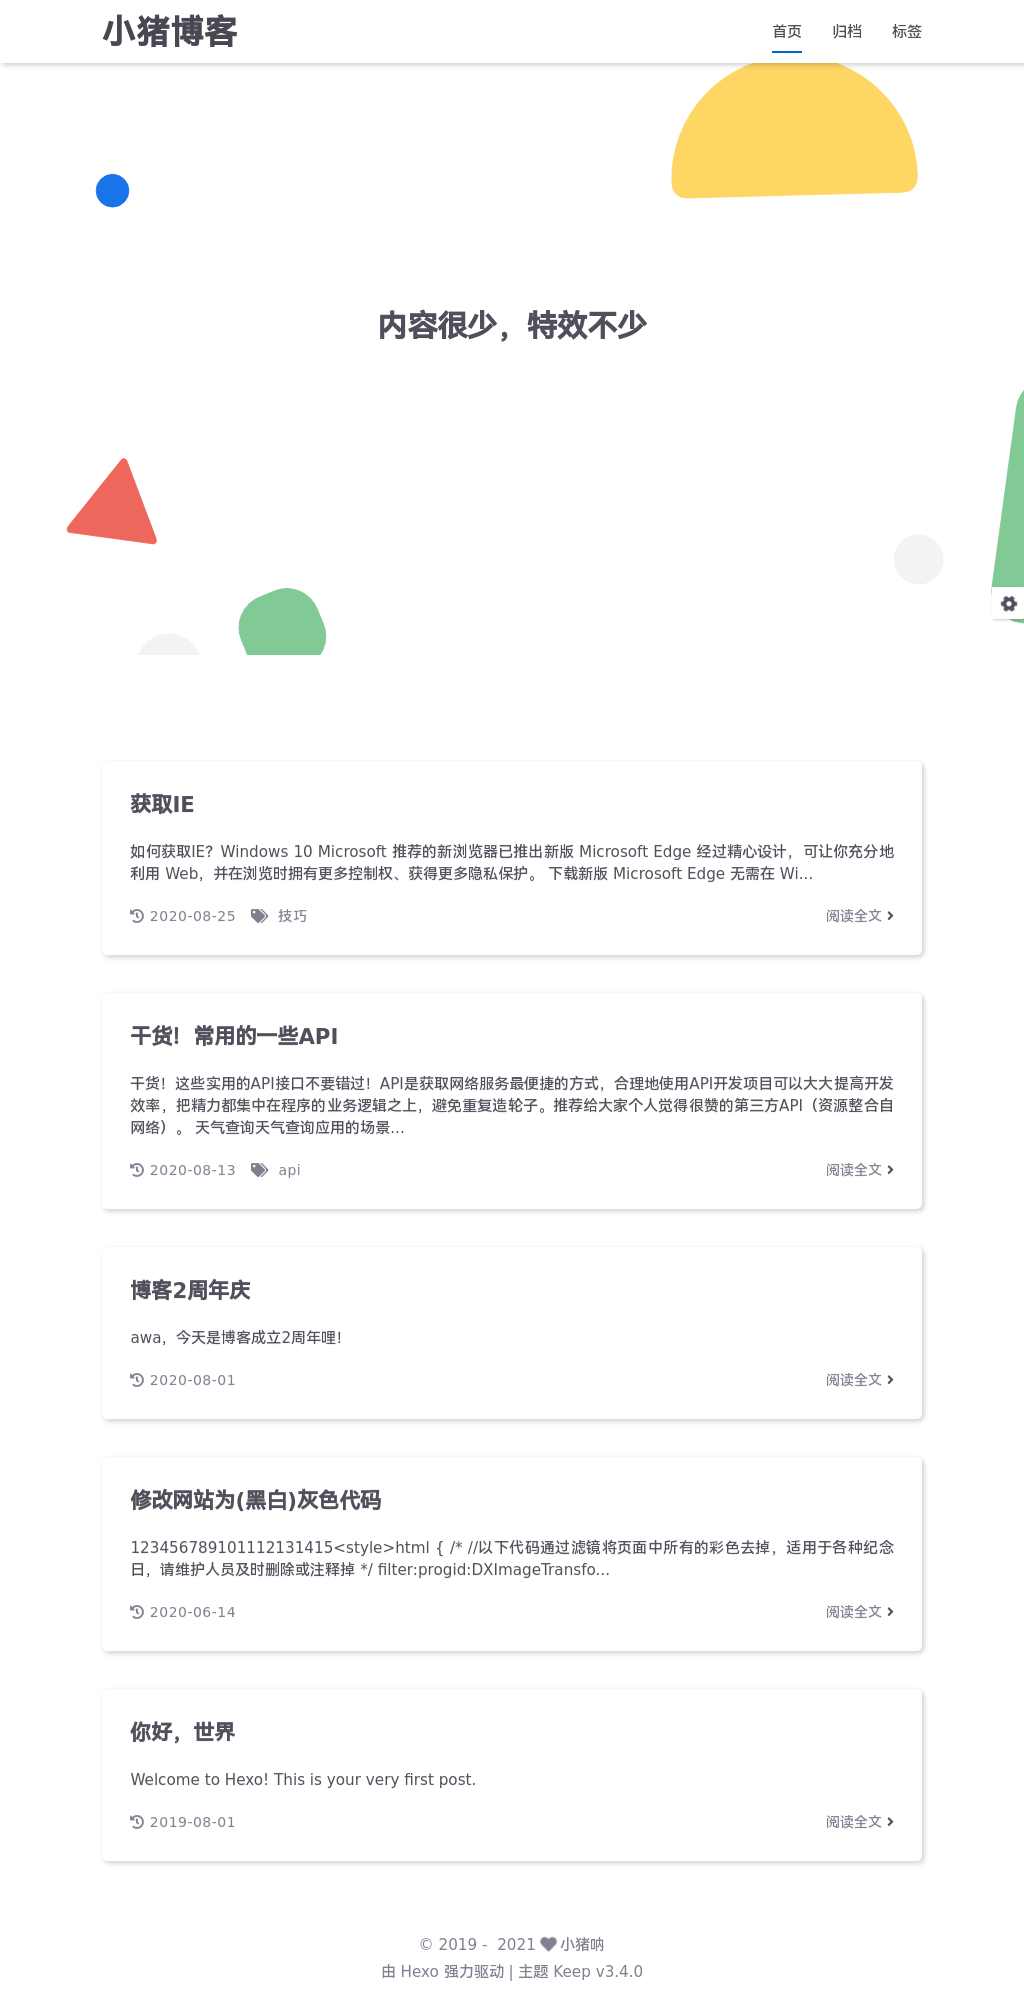 小猪博客
首页 归档 标签
内容很少，特效不少
获取IE
如何获取IE？Windows 10 Microsoft 推荐的新浏览器已推出新版 Microsoft Edge 经过精心设计，可让你充分地
利用 Web，并在浏览时拥有更多控制权、获得更多隐私保护。 下载新版 Microsoft Edge 无需在 Wi...
2020-08-25 技巧 阅读全文
干货！常用的一些API
干货！这些实用的API接口不要错过！API是获取网络服务最便捷的方式，合理地使用API开发项目可以大大提高开发
效率，把精力都集中在程序的业务逻辑之上，避免重复造轮子。推荐给大家个人觉得很赞的第三方API（资源整合自
网络）。 天气查询天气查询应用的场景...
2020-08-13 api 阅读全文
博客2周年庆
awa，今天是博客成立2周年哩！
2020-08-01 阅读全文
修改网站为(黑白)灰色代码
123456789101112131415<style>html { /* //以下代码通过滤镜将页面中所有的彩色去掉，适用于各种纪念
日，请维护人员及时删除或注释掉 */ filter:progid:DXImageTransfo...
2020-06-14 阅读全文
你好，世界
Welcome to Hexo! This is your very first post.
2019-08-01 阅读全文
© 2019 - 2021 小猪呐
由 Hexo 强力驱动 | 主题 Keep v3.4.0